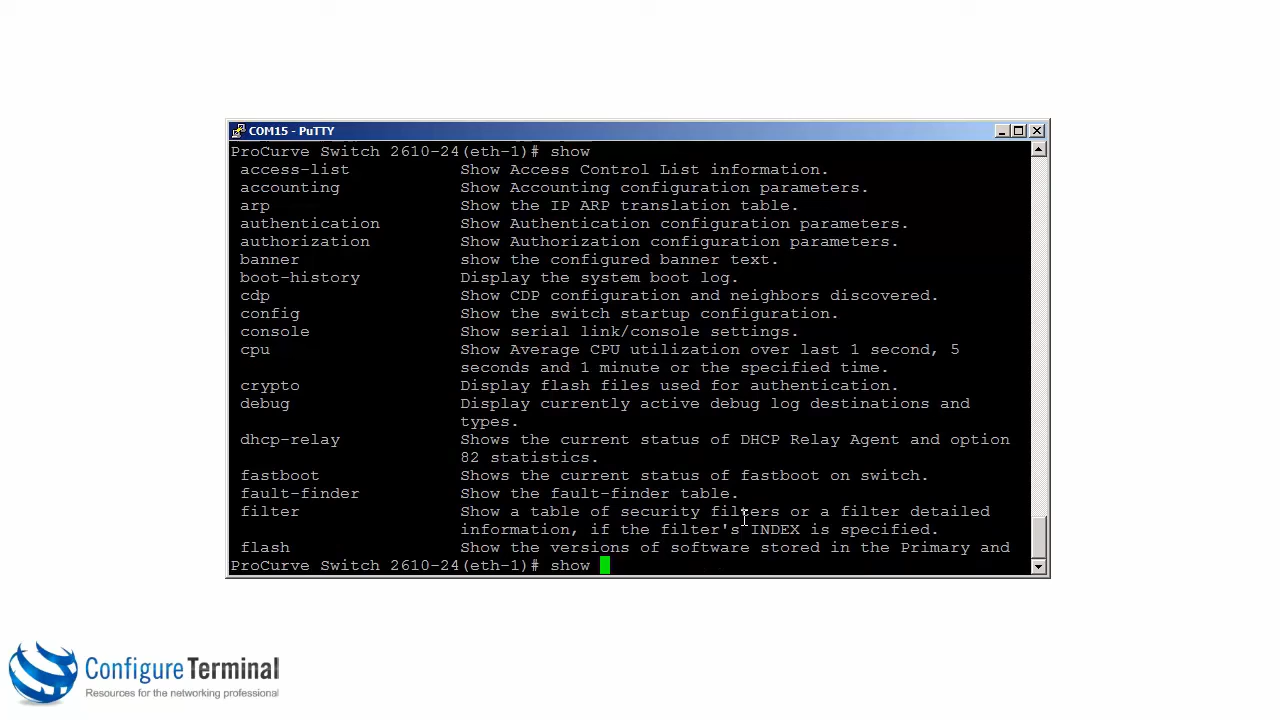 COM15 - PuTTY
ProCurve Switch 2610-24(eth-1)# show
access-list Show Access Control List information.
accounting Show Accounting configuration parameters.
arp Show the IP ARP translation table.
authentication Show Authentication configuration parameters.
authorization Show Authorization configuration parameters.
banner show the configured banner text.
boot-history Display the system boot log.
cdp Show CDP configuration and neighbors discovered.
config Show the switch startup configuration.
console Show serial link/console settings.
cpu Show Average CPU utilization over last 1 second, 5
seconds and 1 minute or the specified time.
crypto Display flash files used for authentication.
debug Display currently active debug log destinations and
types.
dhcp-relay Shows the current status of DHCP Relay Agent and option
82 statistics.
fastboot Shows the current status of fastboot on switch.
fault-finder Show the fault-finder table.
filter Show a table of security filters or a filter detailed
information, if the filter's INDEX is specified.
flash Show the versions of software stored in the Primary and
ProCurve Switch 2610-24(eth-1)# show
Configure Terminal
Resources for the networking professional